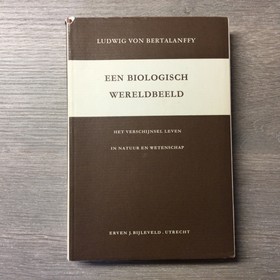 LUDWIG VON BERTALANFFY
EEN BIOLOGISCH
WERELDBEELD
HET VERSCHIJNSEL LEVEN
IN NATUUR EN WETENSCHAP
ERVEN J. BIJLEVELD . UTRECHT